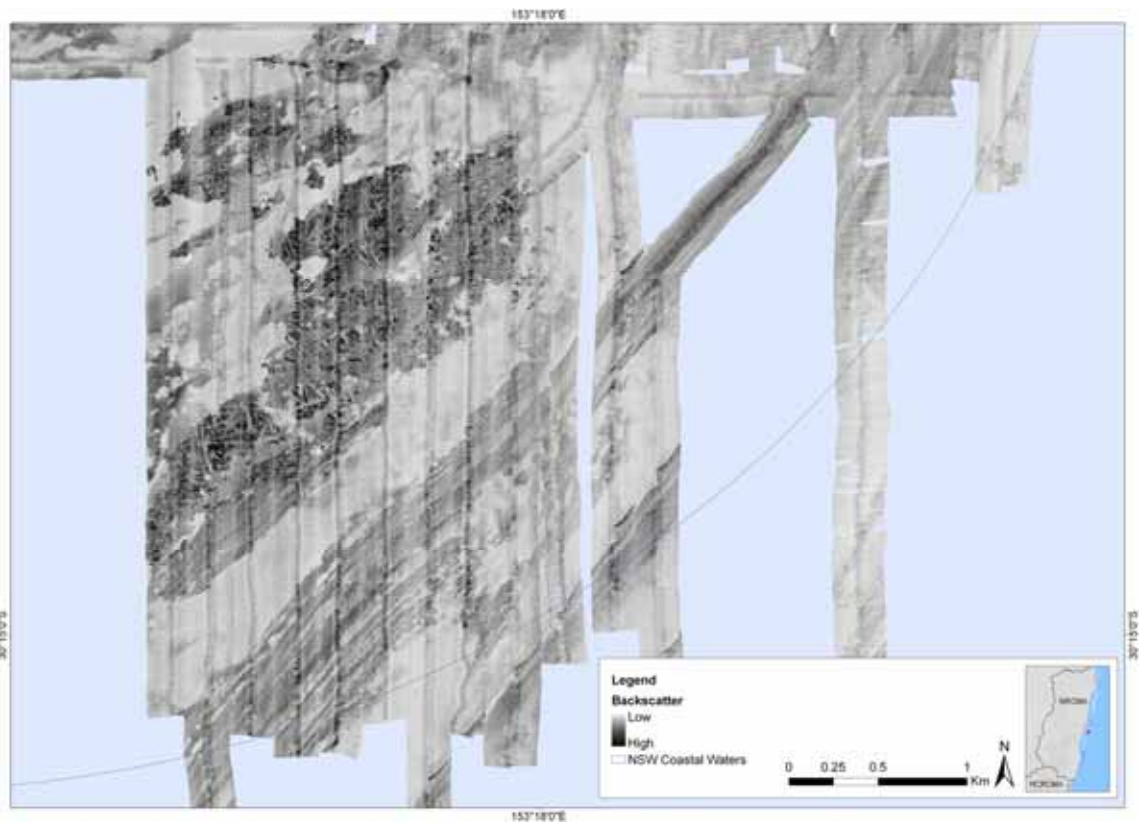 153°18'0"E
30°15'0"S
30°15'0"S
Legend
Backscatter
Low
High
NSW Coastal Waters
0 0.25 0.5 1
Km
N
153°18'0"E